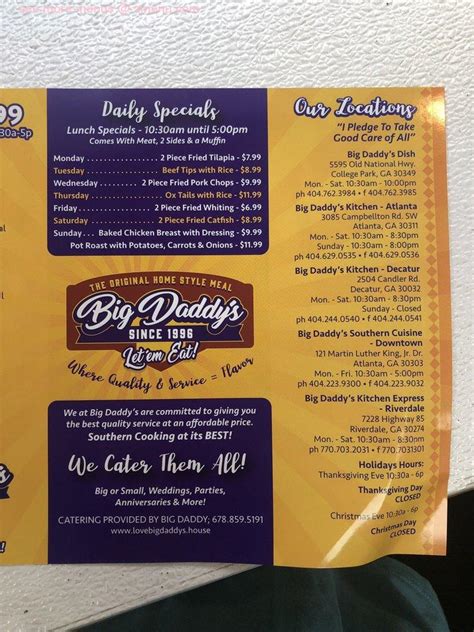 99
30a-5p
Daily Specials
Lunch Specials - 10:30am until 5:00pm
Comes With Meat, 2 Sides & a Muffin
Monday . . . . . . . . . . . . . . . 2 Piece Fried Tilapia - $7.99
Tuesday . . . . . . . . . . . . . . . Beef Tips with Rice - $8.99
Wednesday . . . . . . . . . 2 Piece Fried Pork Chops - $9.99
Thursday . . . . . . . . . . . . . . Ox Tails with Rice - $11.99
Friday . . . . . . . . . . . . . . . . 2 Piece Fried Whiting - $6.99
Saturday . . . . . . . . . . . . . . 2 Piece Fried Catfish - $8.99
Sunday . . . Baked Chicken Breast with Dressing - $9.99
Pot Roast with Potatoes, Carrots & Onions - $11.99
THE ORIGINAL HOME STYLE MEAL
Big Daddy's
SINCE 1996
Let'em Eat!
Where Quality & Service = Flavor
We at Big Daddy's are committed to giving you
the best quality service at an affordable price.
Southern Cooking at its BEST!
We Cater Them All!
Big or Small, Weddings, Parties,
Anniversaries & More!
CATERING PROVIDED BY BIG DADDY; 678.859.5191
www.lovebigdaddys.house
Our Locations
"I Pledge To Take
Good Care of All"
Big Daddy's Dish
5595 Old National Hwy.
College Park, GA 30349
Mon. - Sat. 10:30am - 10:00pm
ph 404.762.3984 • f 404.762.3985
Big Daddy's Kitchen - Atlanta
3085 Campbellton Rd. SW
Atlanta, GA 30311
Mon. - Sat. 10:30am - 8:30pm
Sunday - 10:30am - 8:00pm
ph 404.629.0535 • f 404.629.0536
Big Daddy's Kitchen - Decatur
2504 Candler Rd.
Decatur, GA 30032
Mon. - Sat. 10:30am - 8:30pm
Sunday - Closed
ph 404.244.0540 • f 404.244.0541
Big Daddy's Southern Cuisine
- Downtown
121 Martin Luther King, Jr. Dr.
Atlanta, GA 30303
Mon. - Fri. 10:30am - 5:00pm
ph 404.223.9300 • f 404.223.9032
Big Daddy's Kitchen Express
- Riverdale
7228 Highway 85
Riverdale, GA 30274
Mon. - Sat. 10:30am - 8:30pm
ph 770.703.2031 • f 770.7031301
Holidays Hours:
Thanksgiving Eve 10:30a - 6p
Thanksgiving Day
CLOSED
Christmas Eve 10:30a - 6p
Christmas Day
CLOSED